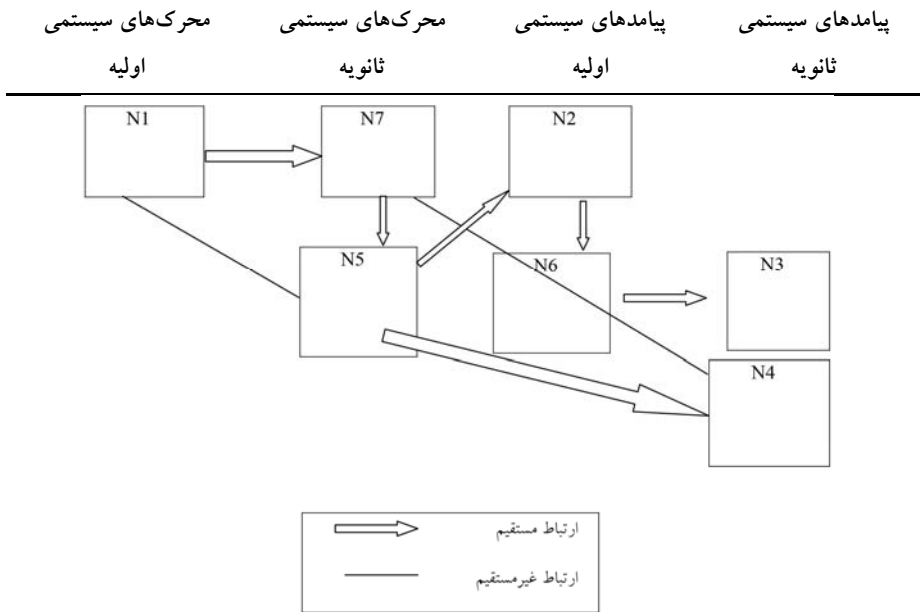 محرک‌های سیستمی اولیه
محرک‌های سیستمی ثانویه
پیامدهای سیستمی اولیه
پیامدهای سیستمی ثانویه
N1
N7
N2
N5
N6
N3
N4
ارتباط مستقیم
ارتباط غیرمستقیم